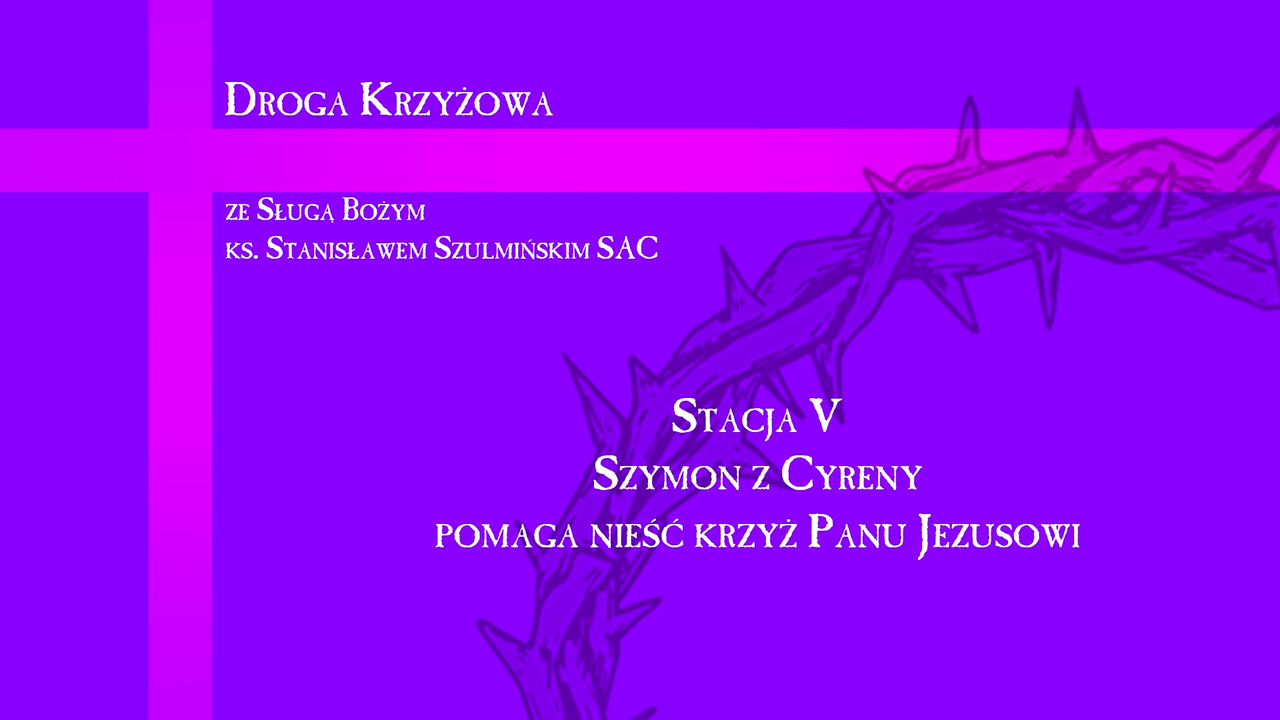 Droga Krzyżowa
ze Sługą Bożym
ks. Stanisławem Szulmińskim SAC
Stacja V
Szymon z Cyreny
pomaga nieść krzyż Panu Jezusowi